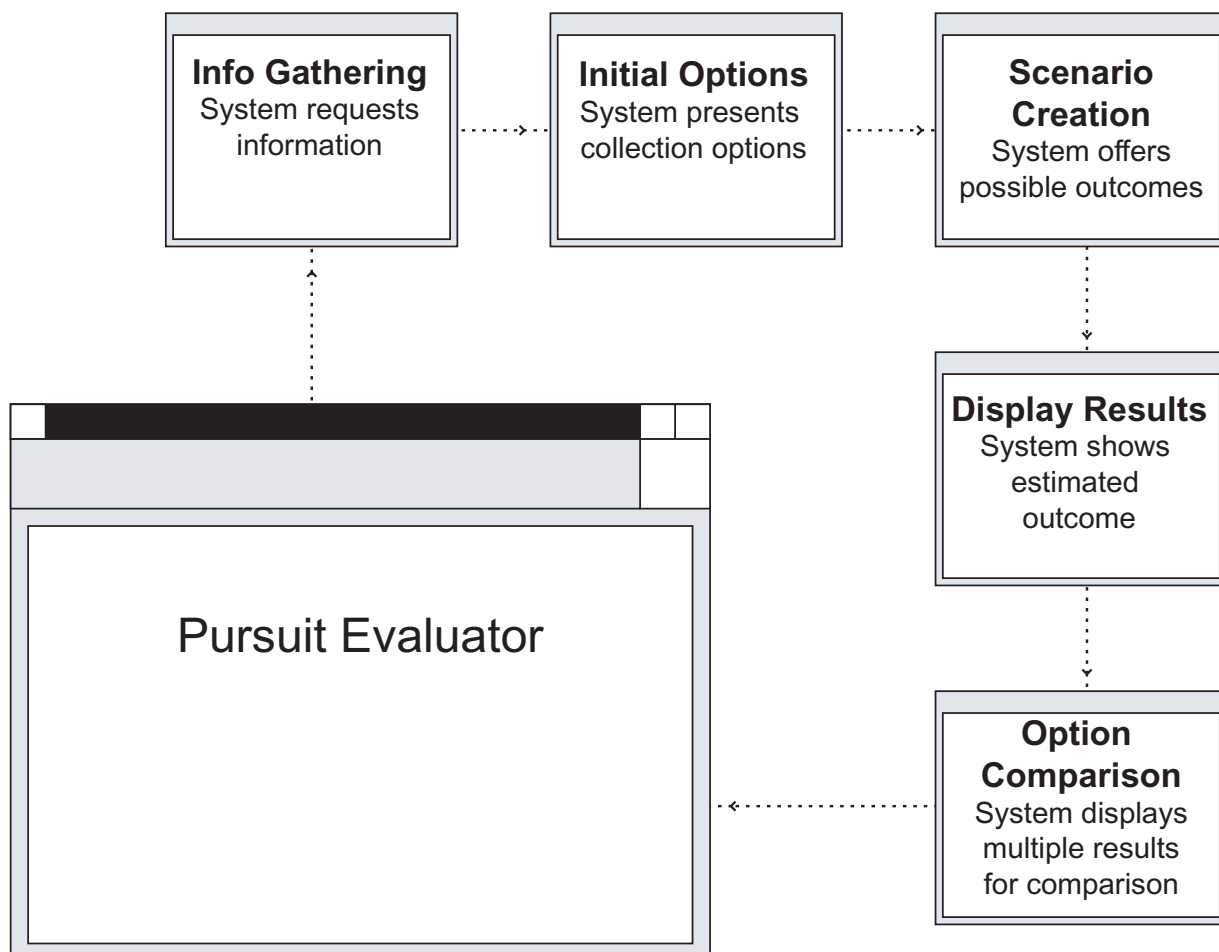 Info Gathering
System requests
information
Initial Options
System presents
collection options
Scenario
Creation
System offers
possible outcomes
Display Results
System shows
estimated
outcome
Pursuit Evaluator
Option
Comparison
System displays
multiple results
for comparison